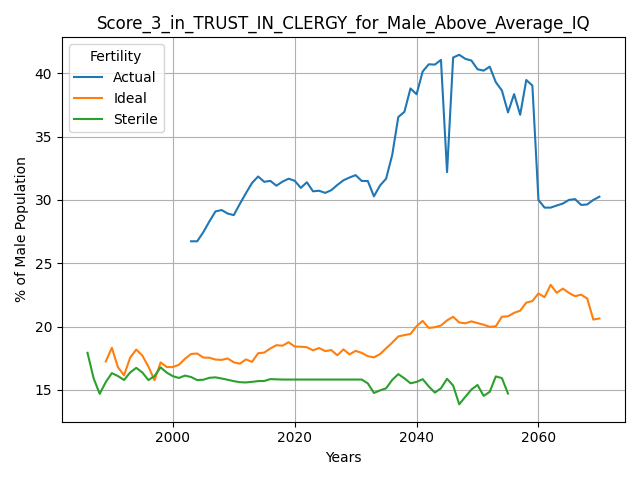 Score_3_in_TRUST_IN_CLERGY_for_Male_Above_Average_IQ
Fertility
Actual
Ideal
Sterile
% of Male Population
40
35
30
25
20
15
2000
2020
2040
2060
Years